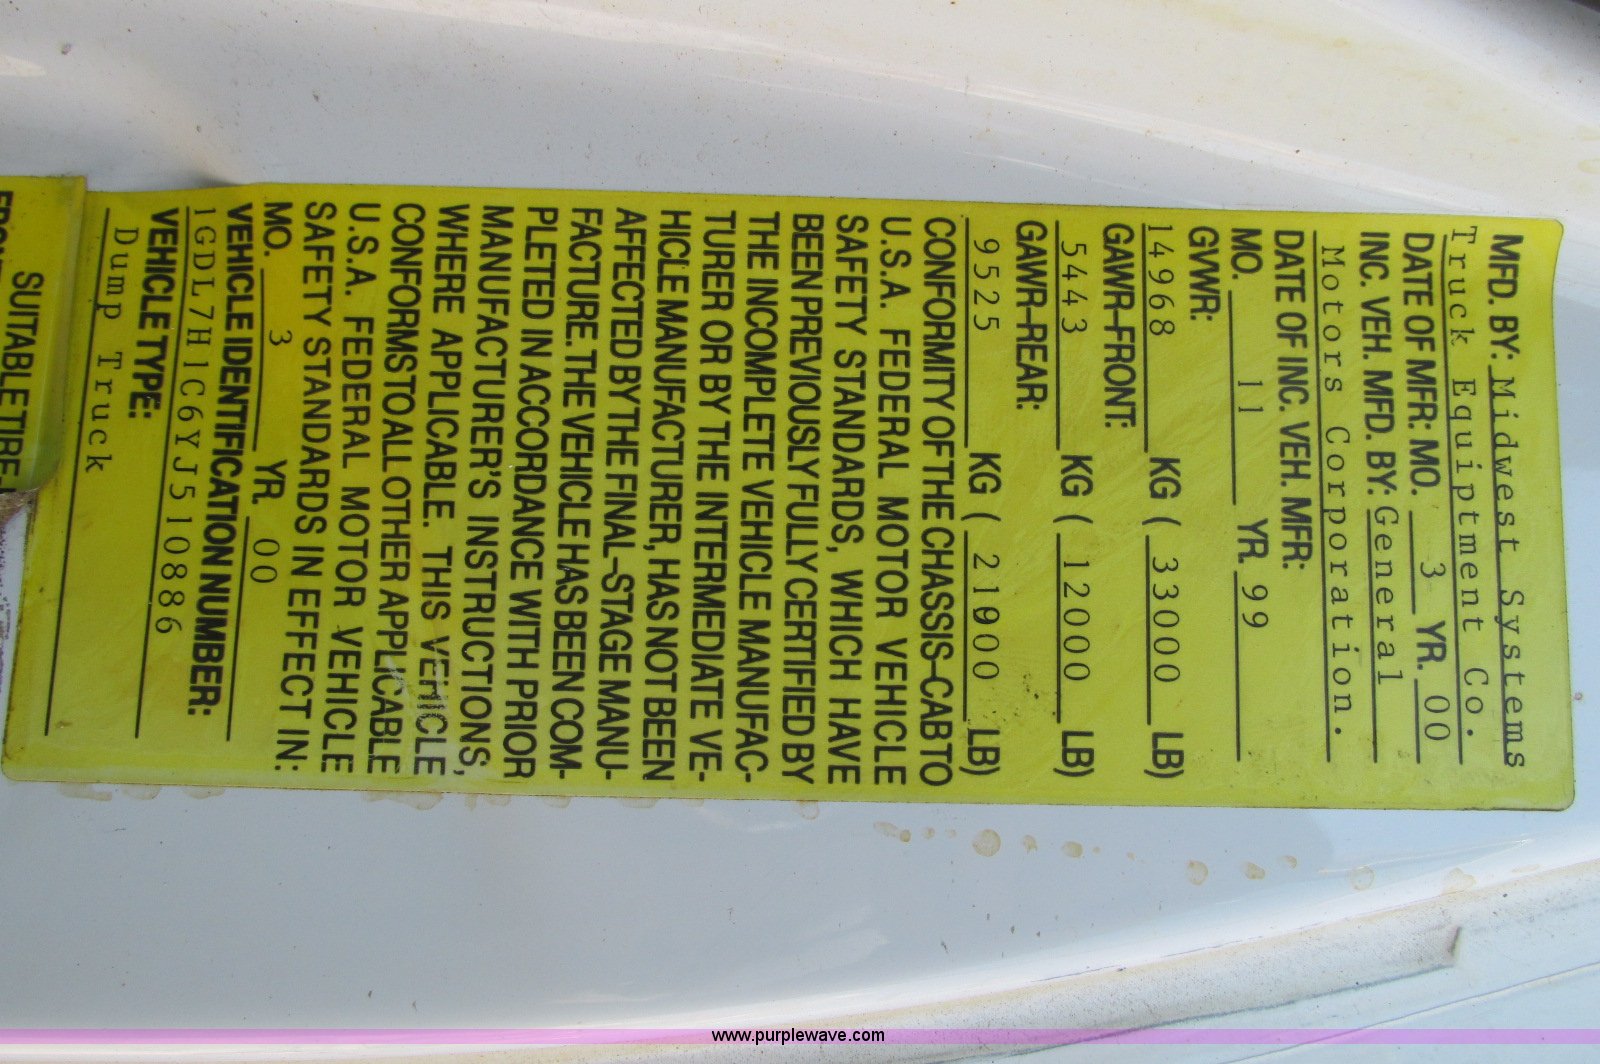 MFD. BY: Midwest Systems
Truck Equiptment Co.
DATE OF MFR: MO. 3 YR. 00
INC. VEH. MFD. BY: General
Motors Corporation.
DATE OF INC. VEH. MFR:
MO. 11 YR. 99
GVWR:
14968 KG ( 33000 LB)
GAWR-FRONT:
5443 KG ( 12000 LB)
GAWR-REAR:
9525 KG ( 21000 LB)
CONFORMITY OF THE CHASSIS-CAB TO
U.S.A. FEDERAL MOTOR VEHICLE
SAFETY STANDARDS, WHICH HAVE
BEEN PREVIOUSLY FULLY CERTIFIED BY
THE INCOMPLETE VEHICLE MANUFAC-
TURER OR BY THE INTERMEDIATE VE-
HICLE MANUFACTURER, HAS NOT BEEN
AFFECTED BY THE FINAL-STAGE MANU-
FACTURE. THE VEHICLE HAS BEEN COM-
PLETED IN ACCORDANCE WITH PRIOR
MANUFACTURER'S INSTRUCTIONS,
WHERE APPLICABLE. THIS VEHICLE
CONFORMS TO ALL OTHER APPLICABLE
U.S.A. FEDERAL MOTOR VEHICLE
SAFETY STANDARDS IN EFFECT IN:
MO. 3 YR. 00
VEHICLE IDENTIFICATION NUMBER:
1GDL7H1C6YJ510886
VEHICLE TYPE:
Dump Truck
SUITABLE TIRE-
www.purplewave.com